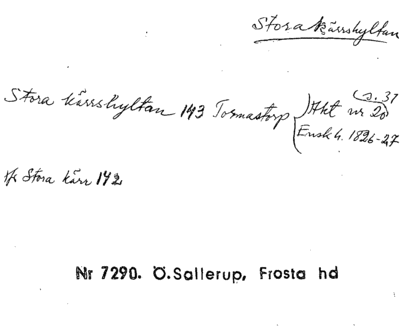 Stora kärrshyltan
(s. 31
Stora kärrshyltan 143 Tormastorp Akt nr 20)
Ensk h. 1826-27
jfr Stora kärr 142
Nr 7290. Ö.Sallerup, Frosta hd